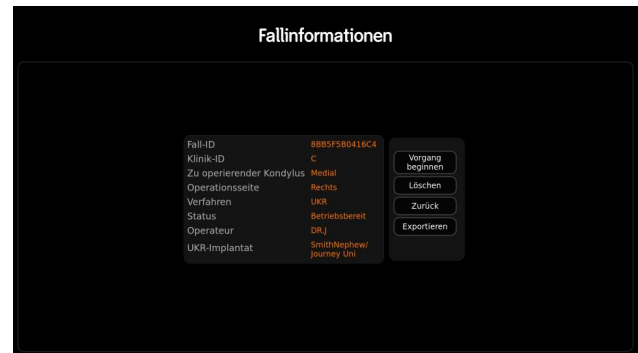 Fallinformationen
Fall-ID 8BB5F5B0416C4
Klinik-ID C
Zu operierender Kondylus Medial
Operationsseite Rechts
Verfahren UKR
Status Betriebsbereit
Operateur DR.J
UKR-Implantat SmithNephew/
Journey Uni
Vorgang
beginnen
Löschen
Zurück
Exportieren